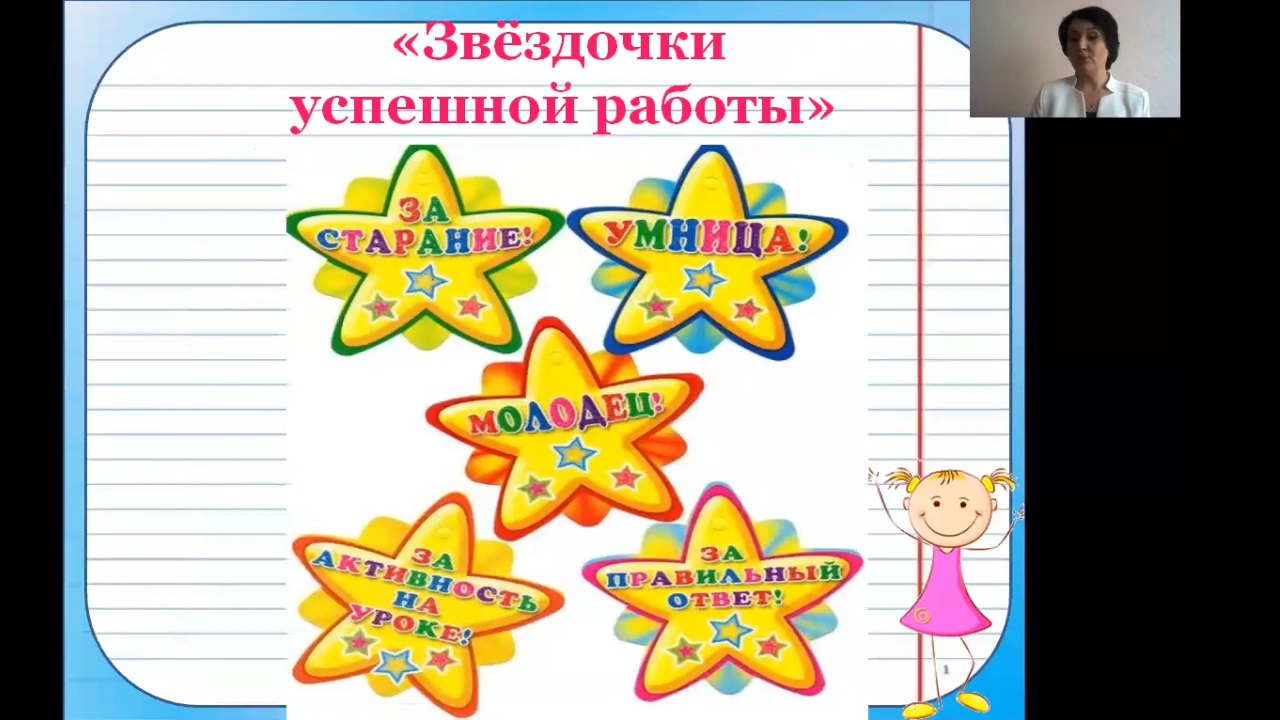 «Звёздочки
успешной работы»
ЗА
СТАРАНИЕ!
УМНИЦА!
МОЛОДЕЦ!
ЗА
АКТИВНОСТЬ
НА
УРОКЕ!
ЗА
ПРАВИЛЬНЫЙ
ОТВЕТ!
1